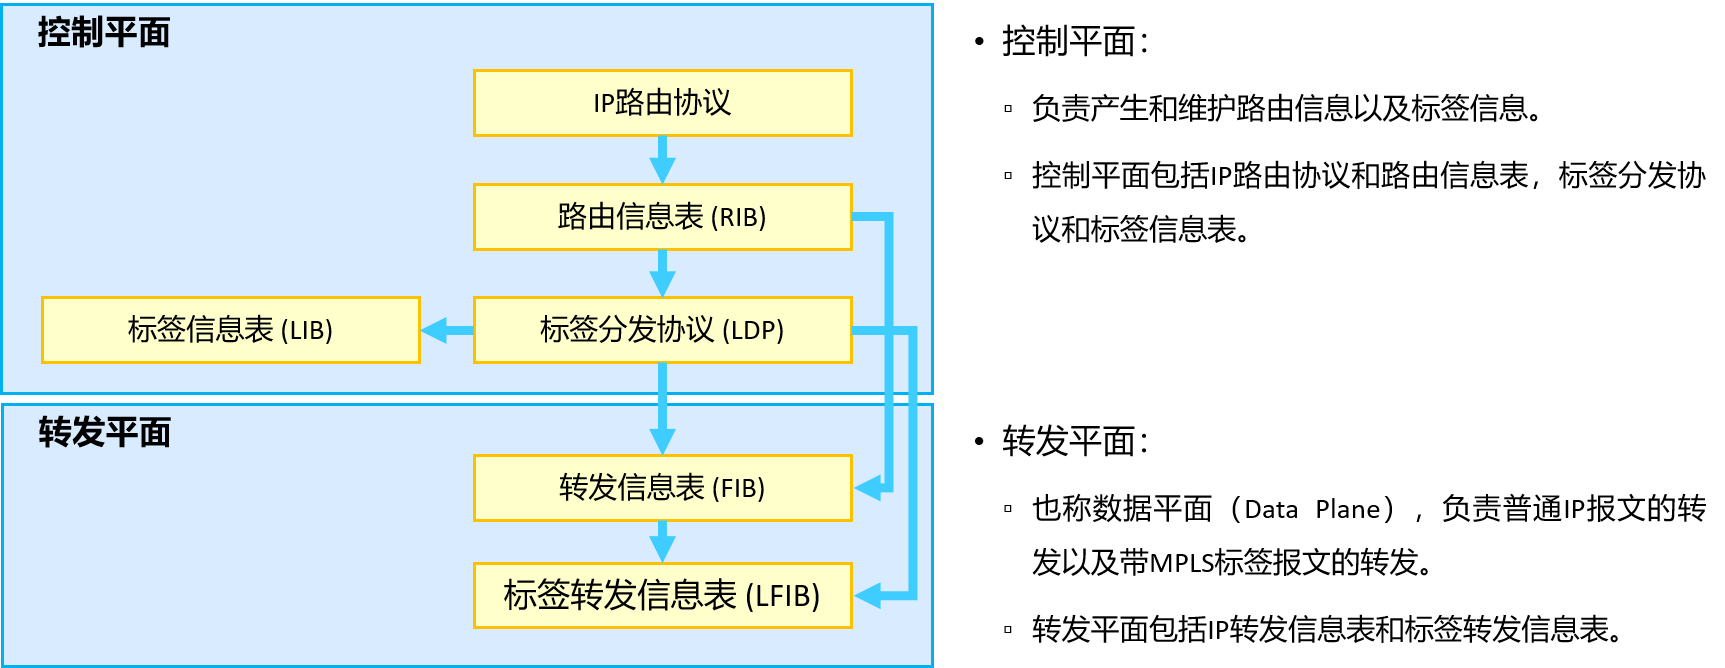 控制平面
IP路由协议
路由信息表 (RIB)
标签信息表 (LIB)
标签分发协议 (LDP)
转发平面
转发信息表 (FIB)
标签转发信息表 (LFIB)
• 控制平面：
▫ 负责产生和维护路由信息以及标签信息。
▫ 控制平面包括IP路由协议和路由信息表，标签分发协
议和标签信息表。
• 转发平面：
▫ 也称数据平面（Data Plane），负责普通IP报文的转
发以及带MPLS标签报文的转发。
▫ 转发平面包括IP转发信息表和标签转发信息表。